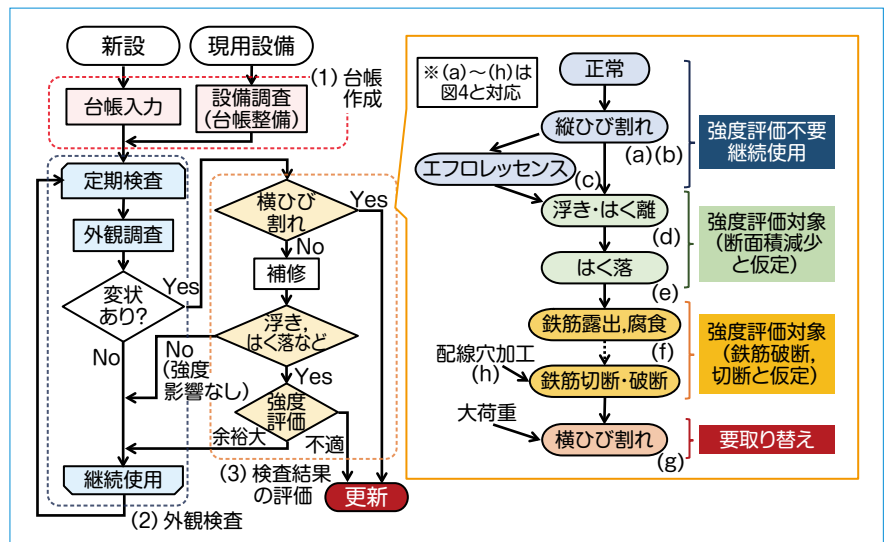 新設
現用設備
(1) 台帳
作成
台帳入力
設備調査
(台帳整備)
定期検査
外観調査
変状
あり?
Yes
No
横ひび
割れ
Yes
No
補修
浮き,
はく落など
No
(強度
影響なし)
Yes
強度
評価
余裕大
不適
継続使用
(2) 外観検査
(3) 検査結果
の評価
更新
※(a)～(h)は
図4と対応
正常
縦ひび割れ
(a)(b)
エフロレッセンス
(c)
浮き・はく離
(d)
はく落
(e)
鉄筋露出,腐食
(f)
配線穴加工
(h)
鉄筋切断・破断
大荷重
横ひび割れ
(g)
強度評価不要
継続使用
強度評価対象
(断面積減少
と仮定)
強度評価対象
(鉄筋破断,
切断と仮定)
要取り替え